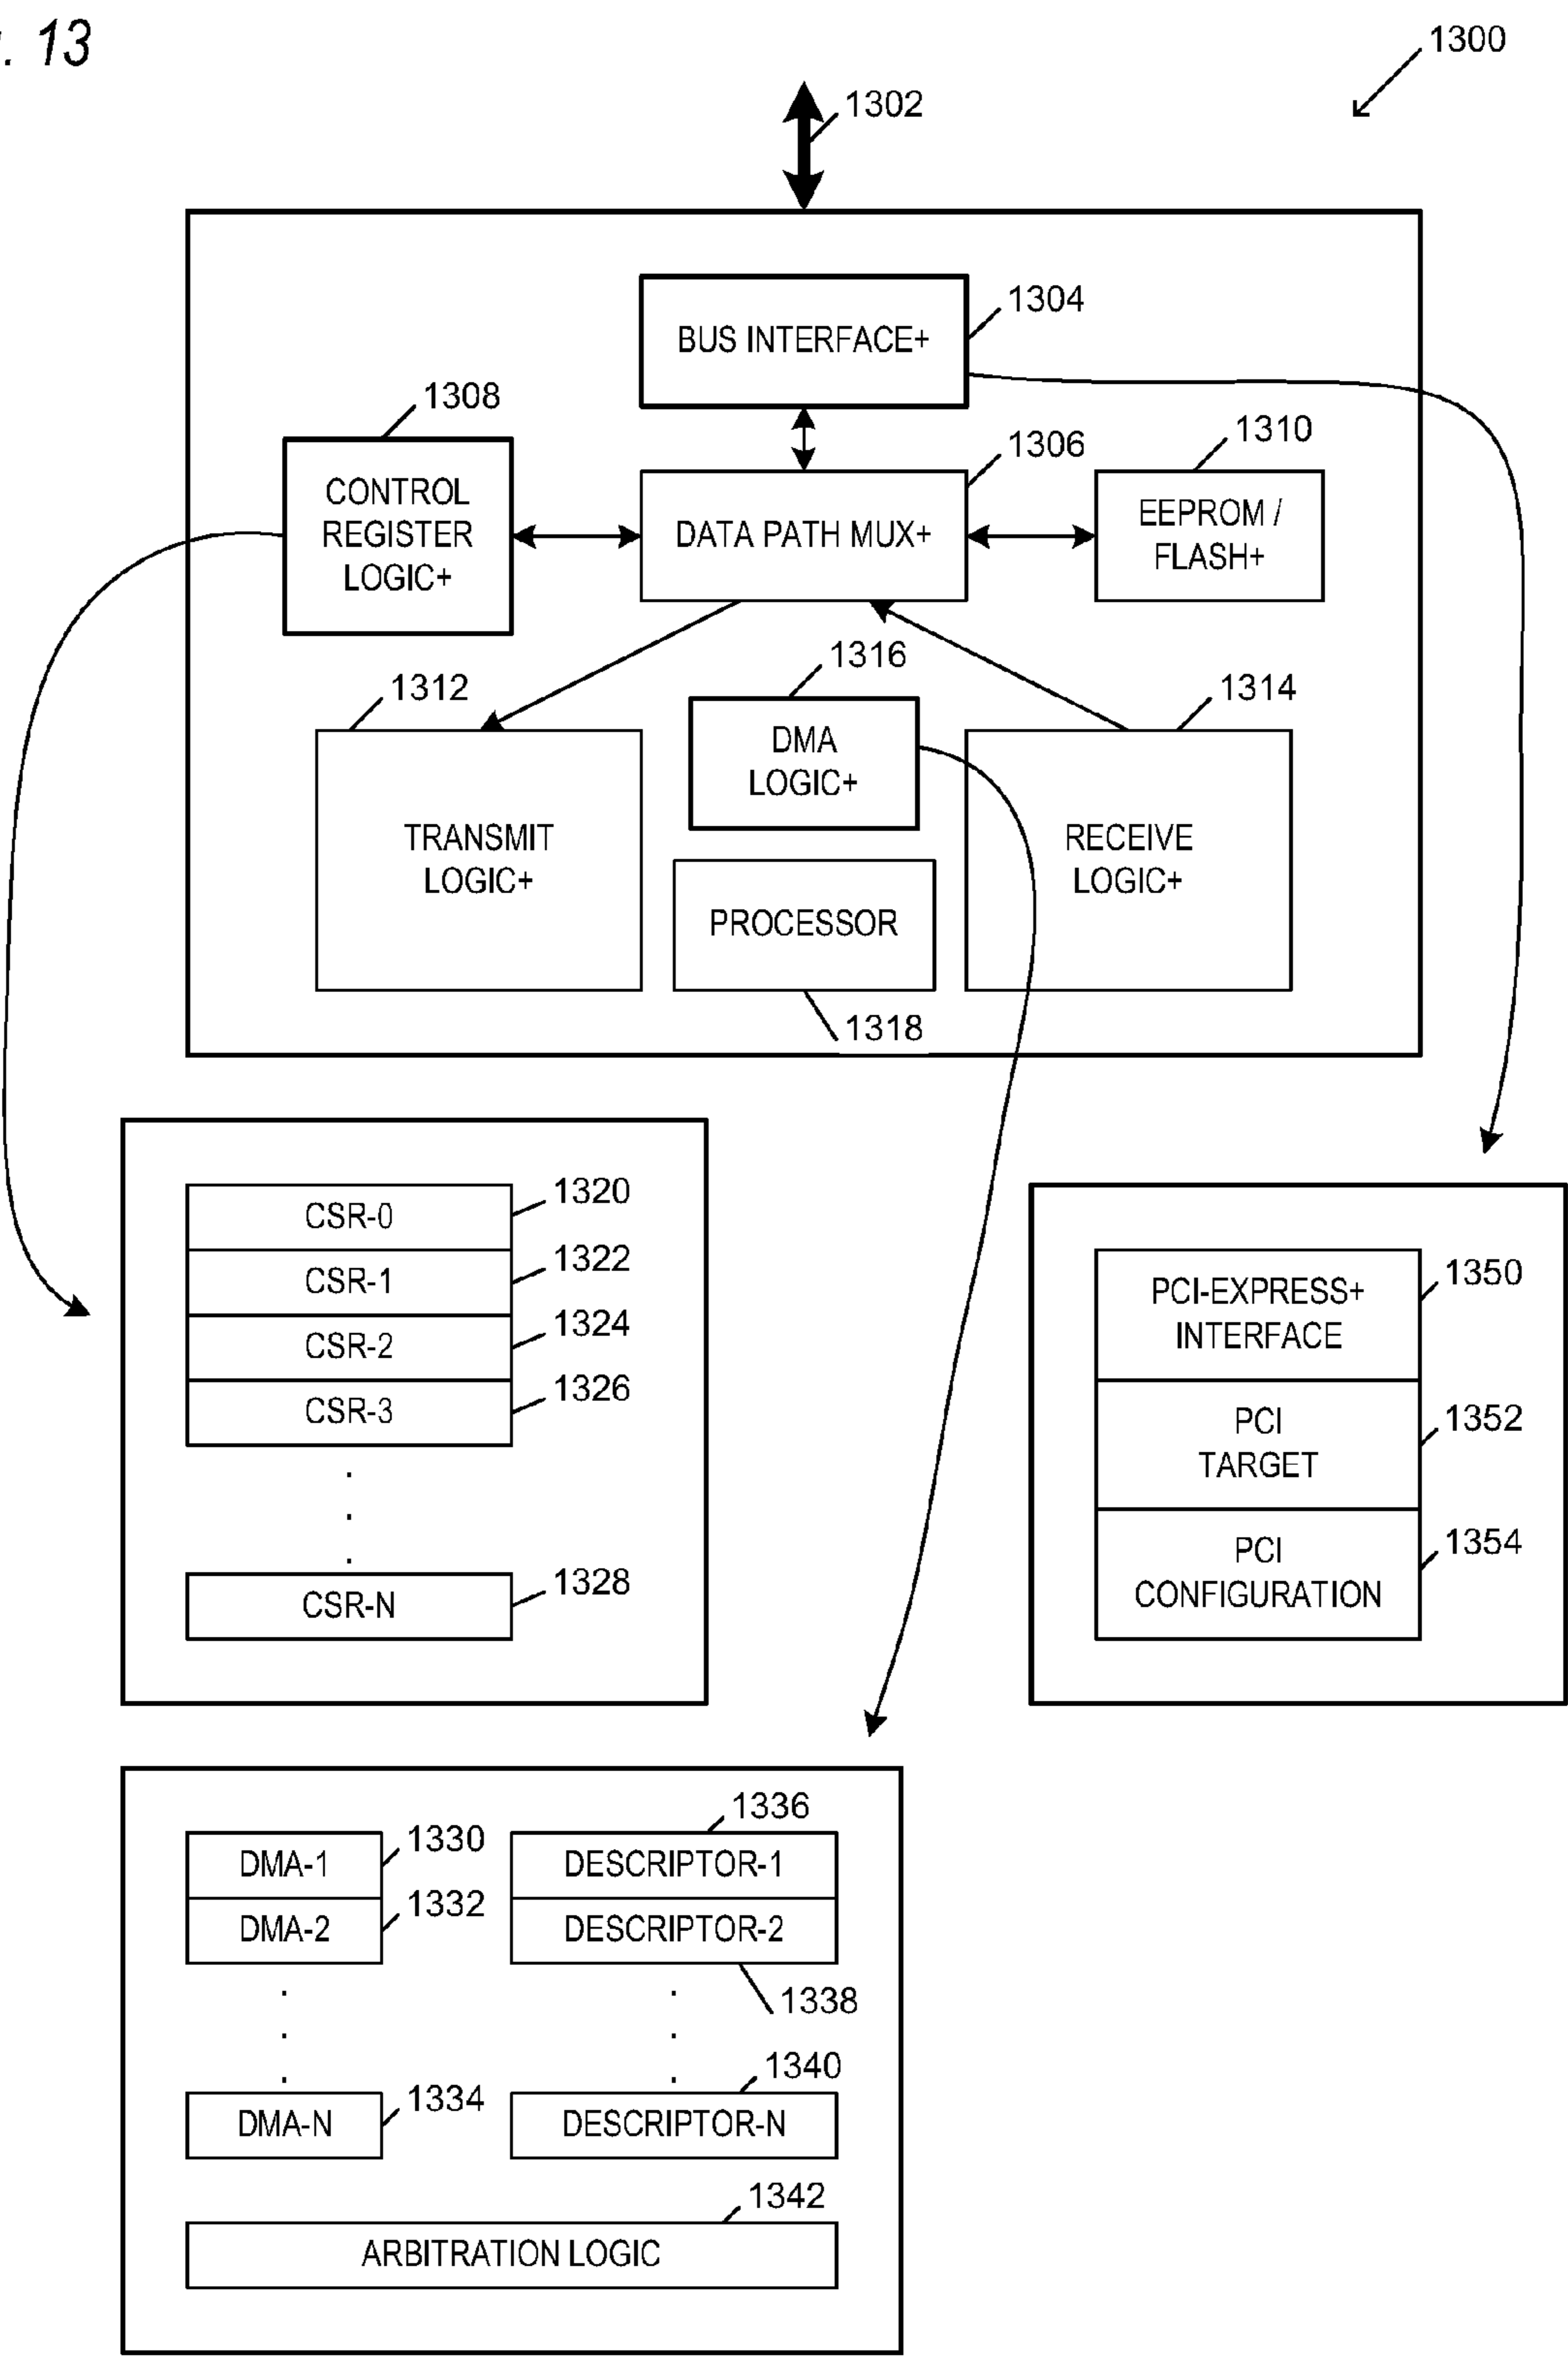 . 13
1300
1302
BUS INTERFACE+
1304
1308
CONTROL
REGISTER
LOGIC+
1306
DATA PATH MUX+
1310
EEPROM /
FLASH+
1312
TRANSMIT
LOGIC+
1316
DMA
LOGIC+
1314
RECEIVE
LOGIC+
PROCESSOR
1318
CSR-0
1320
CSR-1
1322
CSR-2
1324
CSR-3
1326
.
.
.
CSR-N
1328
PCI-EXPRESS+
INTERFACE
1350
PCI
TARGET
1352
PCI
CONFIGURATION
1354
DMA-1
1330
DMA-2
1332
.
.
.
DMA-N
1334
1336
DESCRIPTOR-1
DESCRIPTOR-2
1338
.
.
.
1340
DESCRIPTOR-N
1342
ARBITRATION LOGIC